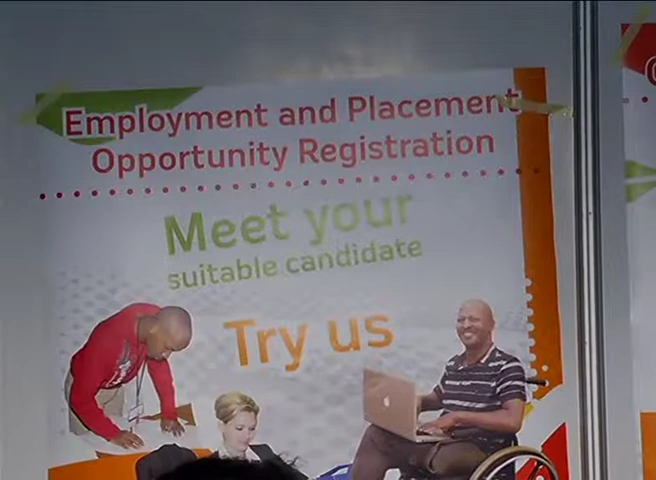 Employment and Placement
Opportunity Registration
Meet your
suitable candidate
Try us